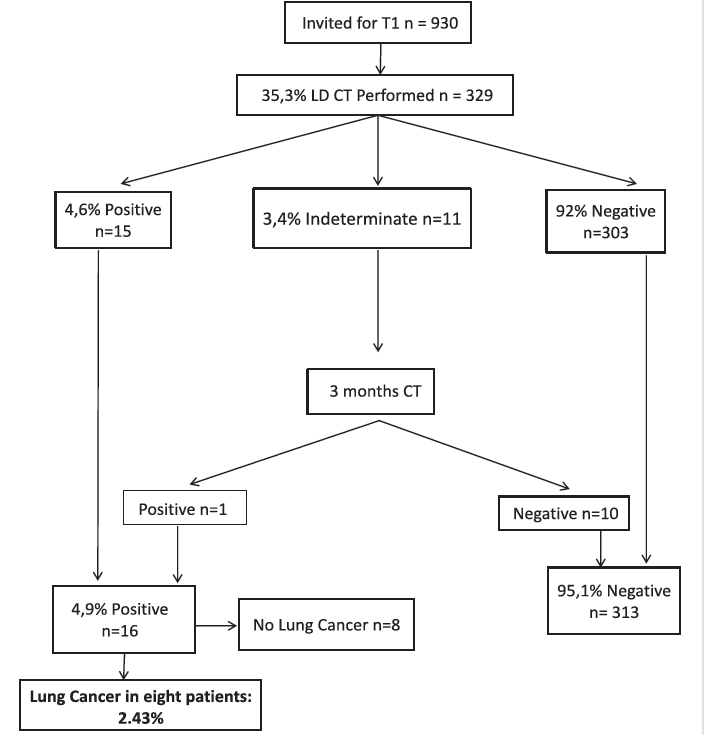 Invited for T1 n = 930
35,3% LD CT Performed n = 329
4,6% Positive
n=15
3,4% Indeterminate n=11
92% Negative
n=303
3 months CT
Positive n=1
Negative n=10
4,9% Positive
n=16
No Lung Cancer n=8
95,1% Negative
n= 313
Lung Cancer in eight patients:
2.43%